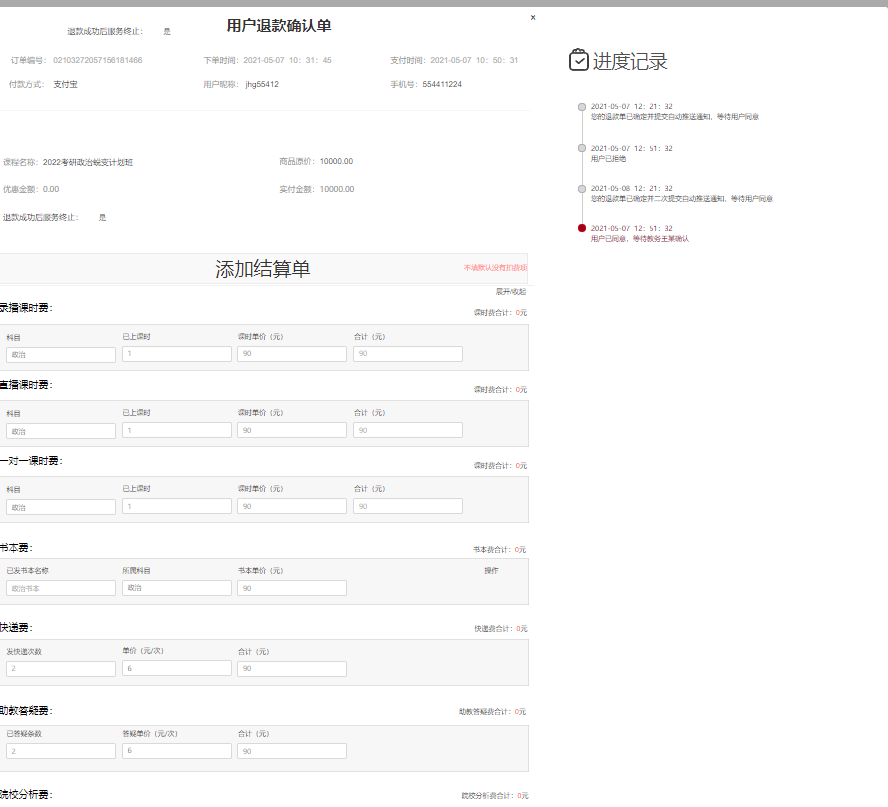 用户退款确认单
×
退款成功后服务终止： 是
订单编号： 02103272057156181466 下单时间：2021-05-07 10：31：45 支付时间：2021-05-07 10：50：31
付款方式： 支付宝 用户昵称： jhg55412 手机号：554411224
课程名称：2022考研政治蜕变计划班 商品原价：10000.00
优惠金额：0.00 实付金额：10000.00
退款成功后服务终止： 是
添加结算单 不填默认没有扣费项
展开/收起
录播课时费： 课时费合计：0元
科目 已上课时 课时单价（元） 合计（元）
政治 1 90 90
直播课时费： 课时费合计：0元
科目 已上课时 课时单价（元） 合计（元）
政治 1 90 90
一对一课时费： 课时费合计：0元
科目 已上课时 课时单价（元） 合计（元）
政治 1 90 90
书本费： 书本费合计：0元
已发书本名称 所属科目 书本单价（元） 操作
政治书本 政治 90
快递费： 快递费合计：0元
发快递次数 单价（元/次） 合计（元）
2 6 90
助教答疑费： 助教答疑费合计：0元
已答疑条数 答疑单价（元/次） 合计（元）
2 6 90
院校分析费： 院校分析费合计：0元
进度记录
2021-05-07 12：21：32
您的退款单已确定并提交自动推送通知，等待用户同意
2021-05-07 12：51：32
用户已拒绝
2021-05-08 12：21：32
您的退款单已确定并二次提交自动推送通知，等待用户同意
2021-05-07 12：51：32
用户已同意，等待教务王某确认